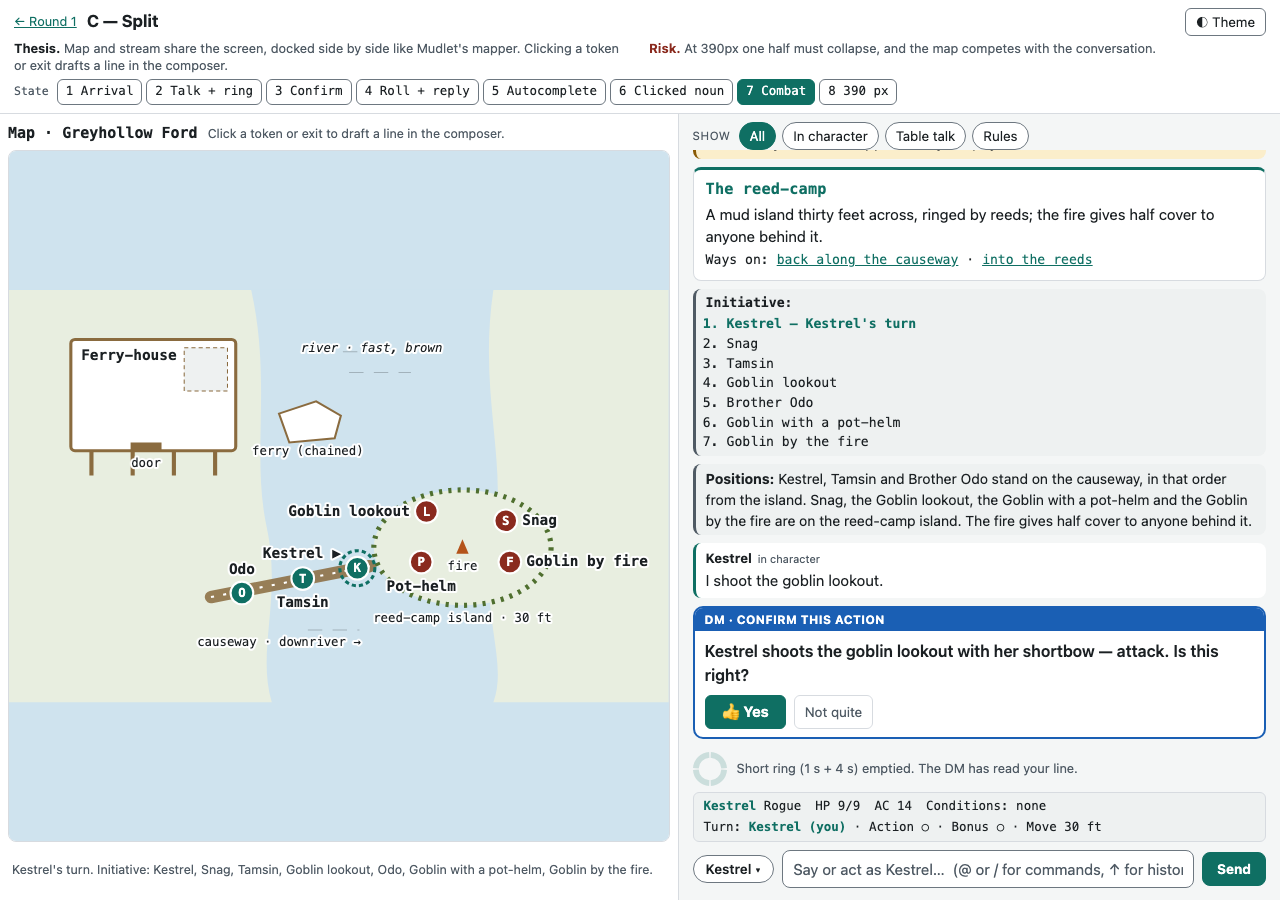 ← Round 1 C — Split
◐ Theme
Thesis. Map and stream share the screen, docked side by side like Mudlet's mapper. Clicking a token
or exit drafts a line in the composer.
Risk. At 390px one half must collapse, and the map competes with the conversation.
State 1 Arrival 2 Talk + ring 3 Confirm 4 Roll + reply 5 Autocomplete 6 Clicked noun 7 Combat 8 390 px
Map · Greyhollow Ford Click a token or exit to draft a line in the composer.
Ferry-house
door
river · fast, brown
ferry (chained)
Goblin lookout L
S Snag
Kestrel ▶ K
P
Pot-helm
fire
F Goblin by fire
Odo
O
T
Tamsin
reed-camp island · 30 ft
causeway · downriver →
Kestrel's turn. Initiative: Kestrel, Snag, Tamsin, Goblin lookout, Odo, Goblin with a pot-helm, Goblin by the fire.
SHOW All In character Table talk Rules
The reed-camp
A mud island thirty feet across, ringed by reeds; the fire gives half cover to
anyone behind it.
Ways on: back along the causeway · into the reeds
Initiative:
1. Kestrel — Kestrel's turn
2. Snag
3. Tamsin
4. Goblin lookout
5. Brother Odo
6. Goblin with a pot-helm
7. Goblin by the fire
Positions: Kestrel, Tamsin and Brother Odo stand on the causeway, in that order
from the island. Snag, the Goblin lookout, the Goblin with a pot-helm and the Goblin
by the fire are on the reed-camp island. The fire gives half cover to anyone behind it.
Kestrel in character
I shoot the goblin lookout.
DM · CONFIRM THIS ACTION
Kestrel shoots the goblin lookout with her shortbow — attack. Is this
right?
👍 Yes Not quite
Short ring (1 s + 4 s) emptied. The DM has read your line.
Kestrel Rogue HP 9/9 AC 14 Conditions: none
Turn: Kestrel (you) · Action ○ · Bonus ○ · Move 30 ft
Kestrel ▾ Say or act as Kestrel... (@ or / for commands, ↑ for histor Send